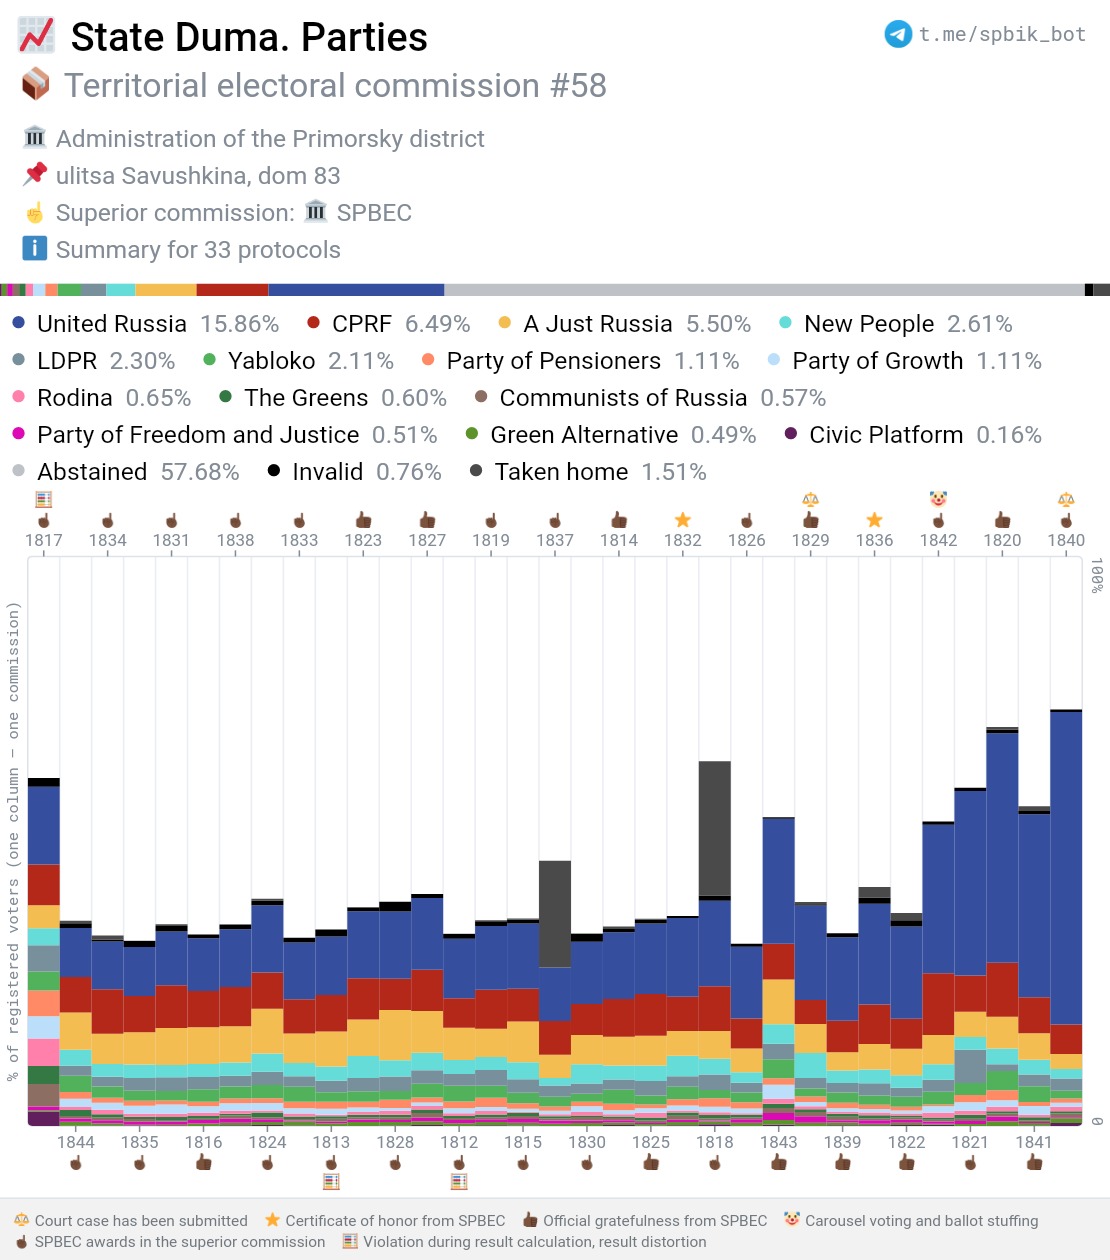 State Duma. Parties
t.me/spbik_bot
Territorial electoral commission #58
Administration of the Primorsky district
ulitsa Savushkina, dom 83
Superior commission: SPBEC
Summary for 33 protocols
United Russia 15.86% CPRF 6.49% A Just Russia 5.50% New People 2.61%
LDPR 2.30% Yabloko 2.11% Party of Pensioners 1.11% Party of Growth 1.11%
Rodina 0.65% The Greens 0.60% Communists of Russia 0.57%
Party of Freedom and Justice 0.51% Green Alternative 0.49% Civic Platform 0.16%
Abstained 57.68% Invalid 0.76% Taken home 1.51%
1817 1834 1831 1838 1833 1823 1827 1819 1837 1814 1832 1826 1829 1836 1842 1820 1840
100%
% of registered voters (one column – one commission)
0
1844 1835 1816 1824 1813 1828 1812 1815 1830 1825 1818 1843 1839 1822 1821 1841
Court case has been submitted Certificate of honor from SPBEC Official gratefulness from SPBEC Carousel voting and ballot stuffing
SPBEC awards in the superior commission Violation during result calculation, result distortion